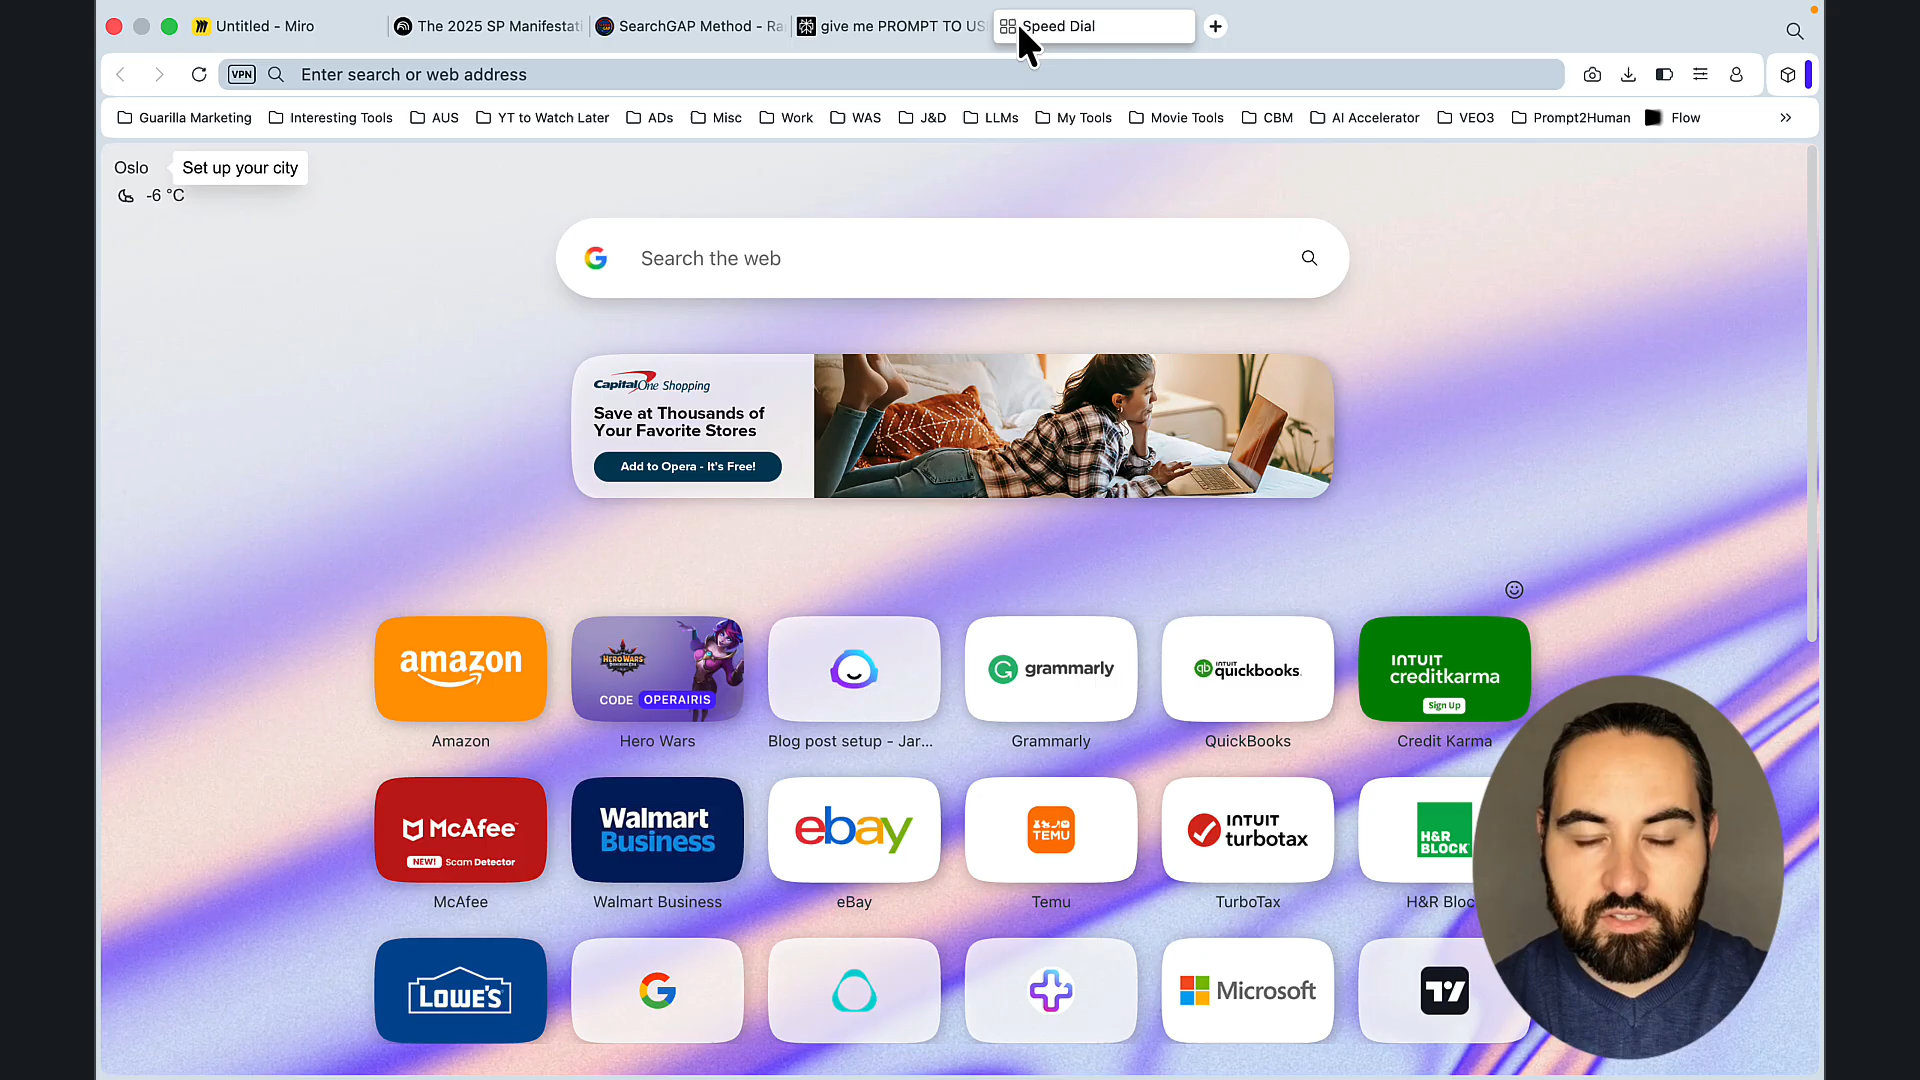 Untitled - Miro
The 2025 SP Manifestati
SearchGAP Method - Ra
give me PROMPT TO US
Speed Dial
VPN
Enter search or web address
Guarilla Marketing
Interesting Tools
AUS
YT to Watch Later
ADs
Misc
Work
WAS
J&D
LLMs
My Tools
Movie Tools
CBM
AI Accelerator
VEO3
Prompt2Human
Flow
Oslo
Set up your city
-6 °C
Search the web
CapitalOne Shopping
Save at Thousands of
Your Favorite Stores
Add to Opera - It's Free!
amazon
HERO WARS
CODE OPERAIRIS
grammarly
INTUIT
quickbooks.
INTUIT
creditkarma
Sign Up
Amazon
Hero Wars
Blog post setup - Jar...
Grammarly
QuickBooks
Credit Karma
McAfee
NEW! Scam Detector
Walmart
Business
ebay
TEMU
INTUIT
turbotax
H&R
BLOCK
McAfee
Walmart Business
eBay
Temu
TurboTax
H&R Bloc
LOWE'S
Microsoft